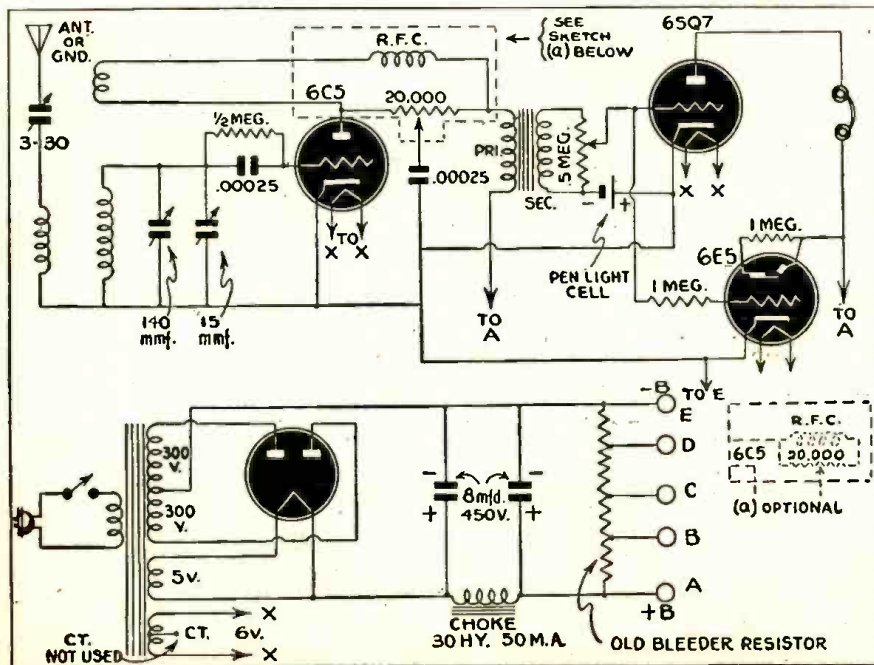 ANT.
OR
GND.
3-30
R.F.C.
SEE
SKETCH
(a) BELOW
6C5
20,000
½ MEG.
.00025
.00025
140
mmf.
15
mmf.
TO
X X
PRI.
SEC.
.5 MEG.
- +
PEN LIGHT
CELL
TO
A
6SQ7
X X
1 MEG.
6E5
1 MEG.
TO
A
300
V.
300
V.
5 V.
CT.
6V.
X
X
CT.
NOT USED
- -
8 mfd.
450V.
+ +
CHOKE
30 HY. 50 M.A.
-B
TO E
E
D
C
B
A
+B
OLD BLEEDER RESISTOR
R.F.C.
6C5
20,000
(a) OPTIONAL